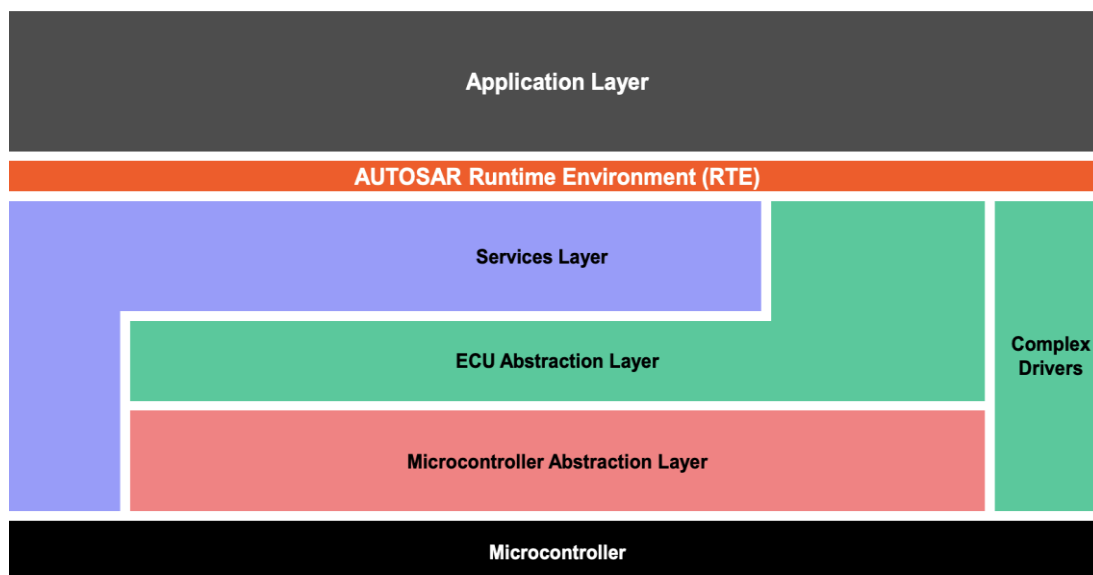 Application Layer
AUTOSAR Runtime Environment (RTE)
Services Layer
ECU Abstraction Layer
Complex
Drivers
Microcontroller Abstraction Layer
Microcontroller